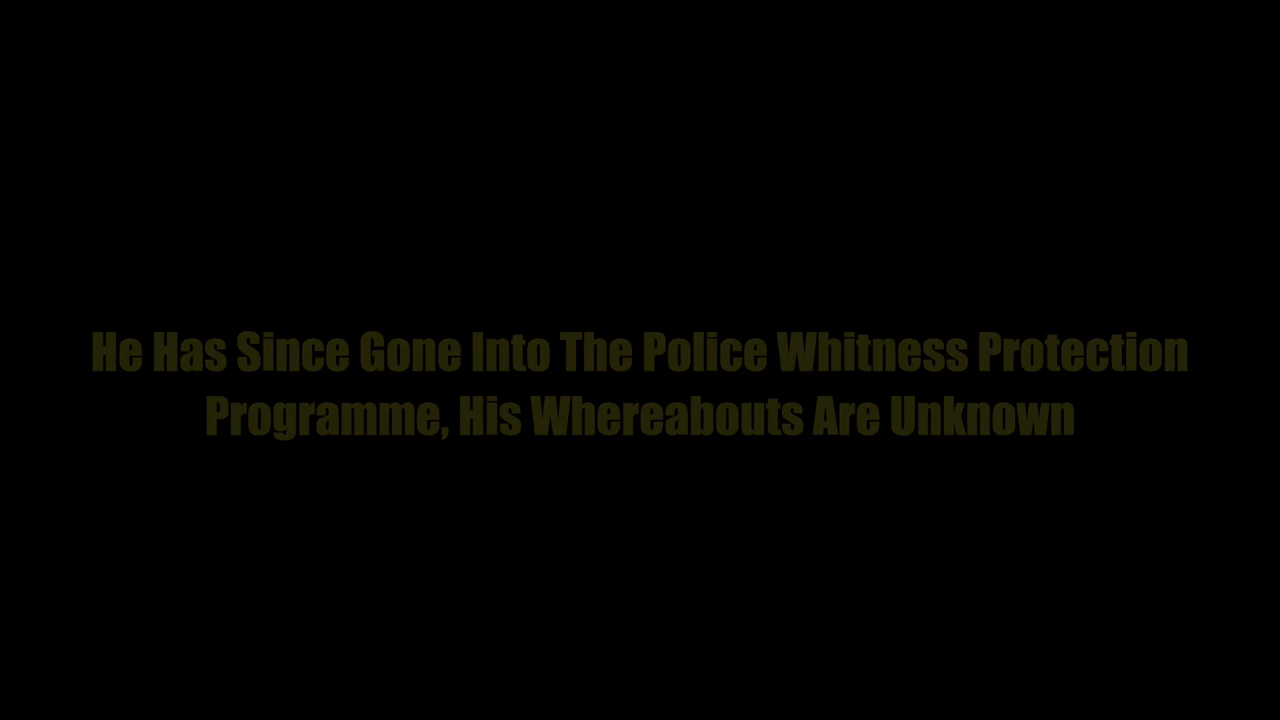 He Has Since Gone Into The Police Whitness Protection
Programme, His Whereabouts Are Unknown